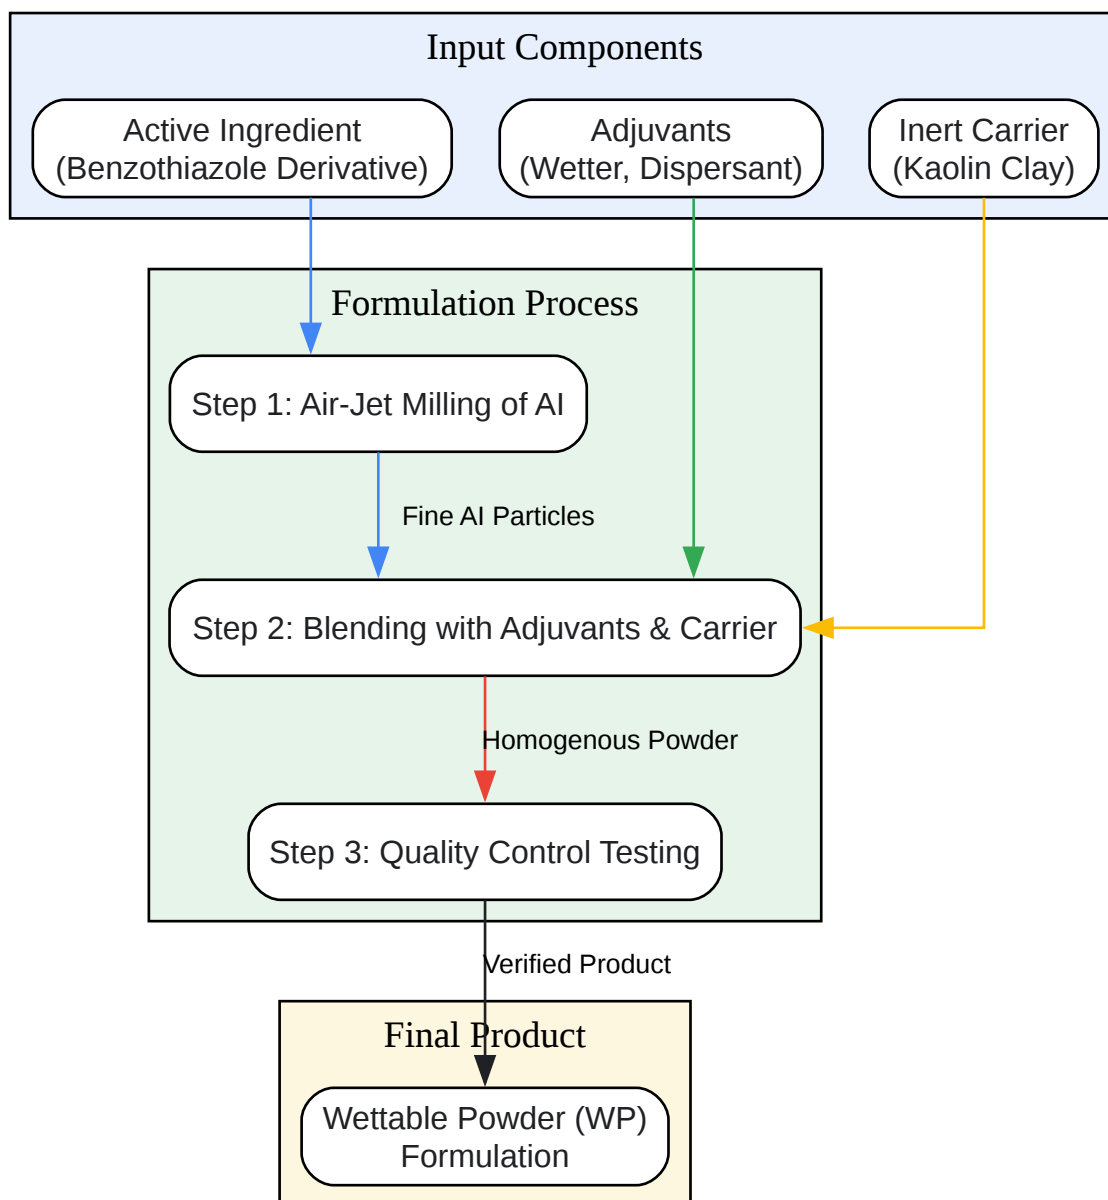 Input Components
Active Ingredient
(Benzothiazole Derivative)
Adjuvants
(Wetter, Dispersant)
Inert Carrier
(Kaolin Clay)
Formulation Process
Step 1: Air-Jet Milling of AI
Fine AI Particles
Step 2: Blending with Adjuvants & Carrier
Homogenous Powder
Step 3: Quality Control Testing
Verified Product
Final Product
Wettable Powder (WP)
Formulation